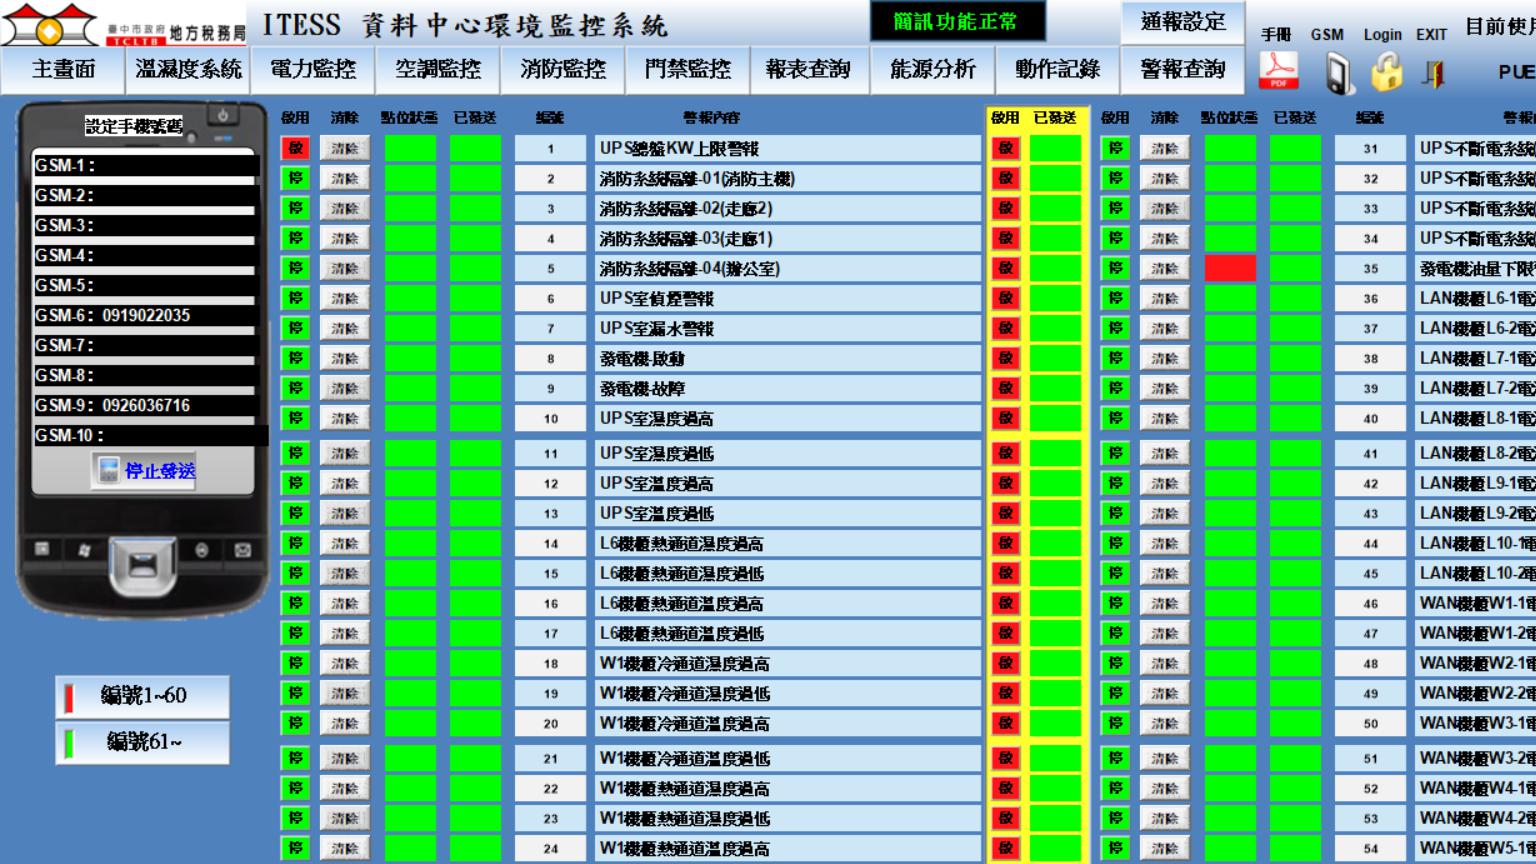 臺中市政府 地方稅務局
TCLTB
ITESS 資料中心環境監控系統
簡訊功能正常
通報設定
手冊 GSM Login EXIT
目前使用
主畫面 溫濕度系統 電力監控 空調監控 消防監控 門禁監控 報表查詢 能源分析 動作記錄 警報查詢
PDF
PUE
設定手機號碼
GSM-1：
GSM-2：
GSM-3：
GSM-4：
GSM-5：
GSM-6：0919022035
GSM-7：
GSM-8：
GSM-9：0926036716
GSM-10：
停止發送
編號1~60
編號61~
啟用 清除 點位狀態 已發送 編號 警報內容 啟用 已發送 啟用 清除 點位狀態 已發送 編號 警報
啟 清除 1 UPS總盤KW上限警報 啟 停 清除 31 UPS不斷電系統
停 清除 2 消防系統隔離-01(消防主機) 啟 停 清除 32 UPS不斷電系統
停 清除 3 消防系統隔離-02(走廊2) 啟 停 清除 33 UPS不斷電系統
停 清除 4 消防系統隔離-03(走廊1) 啟 停 清除 34 UPS不斷電系統
停 清除 5 消防系統隔離-04(辦公室) 啟 停 清除 35 發電機油量下限
停 清除 6 UPS室偵煙警報 啟 停 清除 36 LAN機櫃L6-1電
停 清除 7 UPS室漏水警報 啟 停 清除 37 LAN機櫃L6-2電
停 清除 8 發電機-啟動 啟 停 清除 38 LAN機櫃L7-1電
停 清除 9 發電機-故障 啟 停 清除 39 LAN機櫃L7-2電
停 清除 10 UPS室濕度過高 啟 停 清除 40 LAN機櫃L8-1電
停 清除 11 UPS室濕度過低 啟 停 清除 41 LAN機櫃L8-2電
停 清除 12 UPS室溫度過高 啟 停 清除 42 LAN機櫃L9-1電
停 清除 13 UPS室溫度過低 啟 停 清除 43 LAN機櫃L9-2電
停 清除 14 L6機櫃熱通道濕度過高 啟 停 清除 44 LAN機櫃L10-1電
停 清除 15 L6機櫃熱通道濕度過低 啟 停 清除 45 LAN機櫃L10-2電
停 清除 16 L6機櫃熱通道溫度過高 啟 停 清除 46 WAN機櫃W1-1電
停 清除 17 L6機櫃熱通道溫度過低 啟 停 清除 47 WAN機櫃W1-2電
停 清除 18 W1機櫃冷通道濕度過高 啟 停 清除 48 WAN機櫃W2-1電
停 清除 19 W1機櫃冷通道濕度過低 啟 停 清除 49 WAN機櫃W2-2電
停 清除 20 W1機櫃冷通道溫度過高 啟 停 清除 50 WAN機櫃W3-1電
停 清除 21 W1機櫃冷通道溫度過低 啟 停 清除 51 WAN機櫃W3-2電
停 清除 22 W1機櫃熱通道濕度過高 啟 停 清除 52 WAN機櫃W4-1電
停 清除 23 W1機櫃熱通道濕度過低 啟 停 清除 53 WAN機櫃W4-2電
停 清除 24 W1機櫃熱通道溫度過高 啟 停 清除 54 WAN機櫃W5-1電